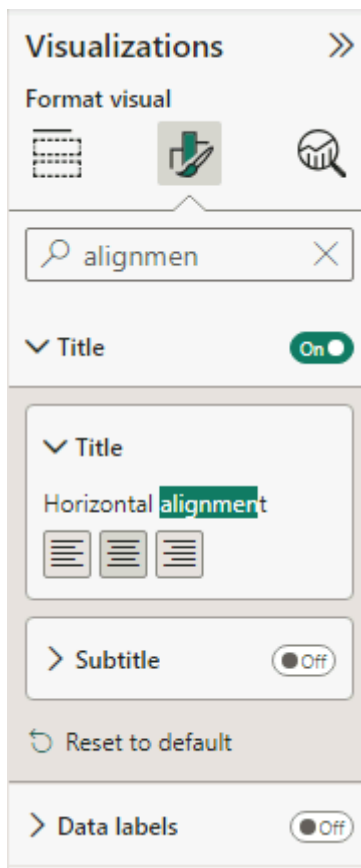 Visualizations
Format visual
alignmen
Title
On
Title
Horizontal alignment
Subtitle
Off
Reset to default
Data labels
Off